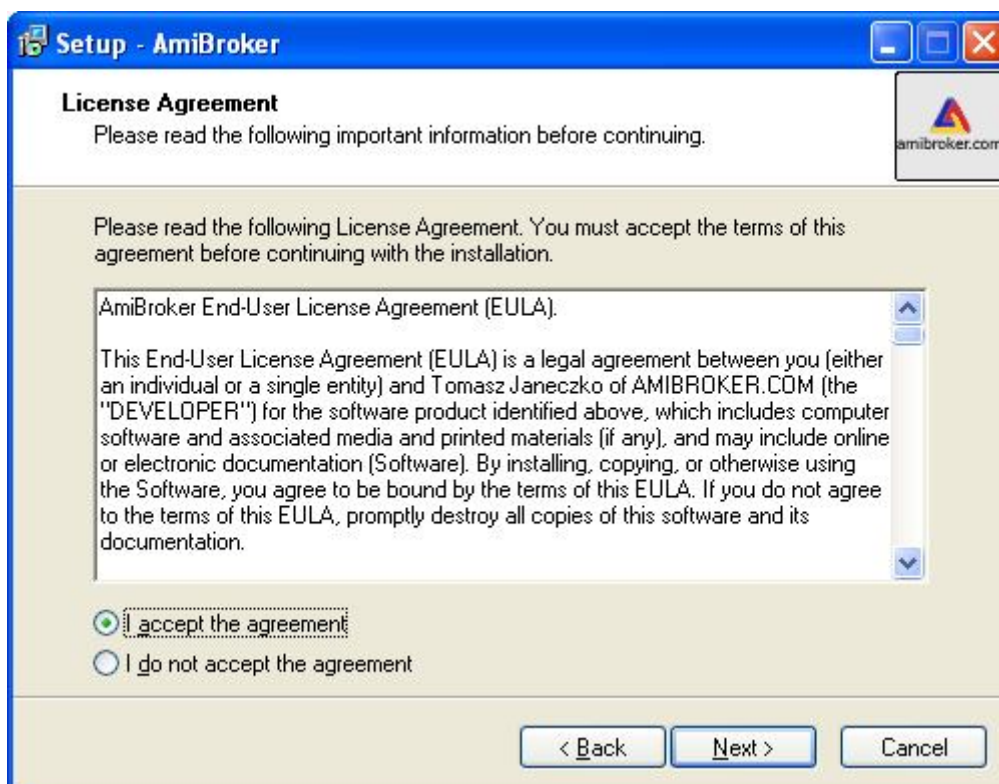 Setup - AmiBroker
License Agreement
Please read the following important information before continuing.
amibroker.com
Please read the following License Agreement. You must accept the terms of this
agreement before continuing with the installation.
AmiBroker End-User License Agreement (EULA).
This End-User License Agreement (EULA) is a legal agreement between you (either
an individual or a single entity) and Tomasz Janeczko of AMIBROKER.COM (the
"DEVELOPER") for the software product identified above, which includes computer
software and associated media and printed materials (if any), and may include online
or electronic documentation (Software). By installing, copying, or otherwise using
the Software, you agree to be bound by the terms of this EULA. If you do not agree
to the terms of this EULA, promptly destroy all copies of this software and its
documentation.
I accept the agreement
I do not accept the agreement
< Back Next > Cancel